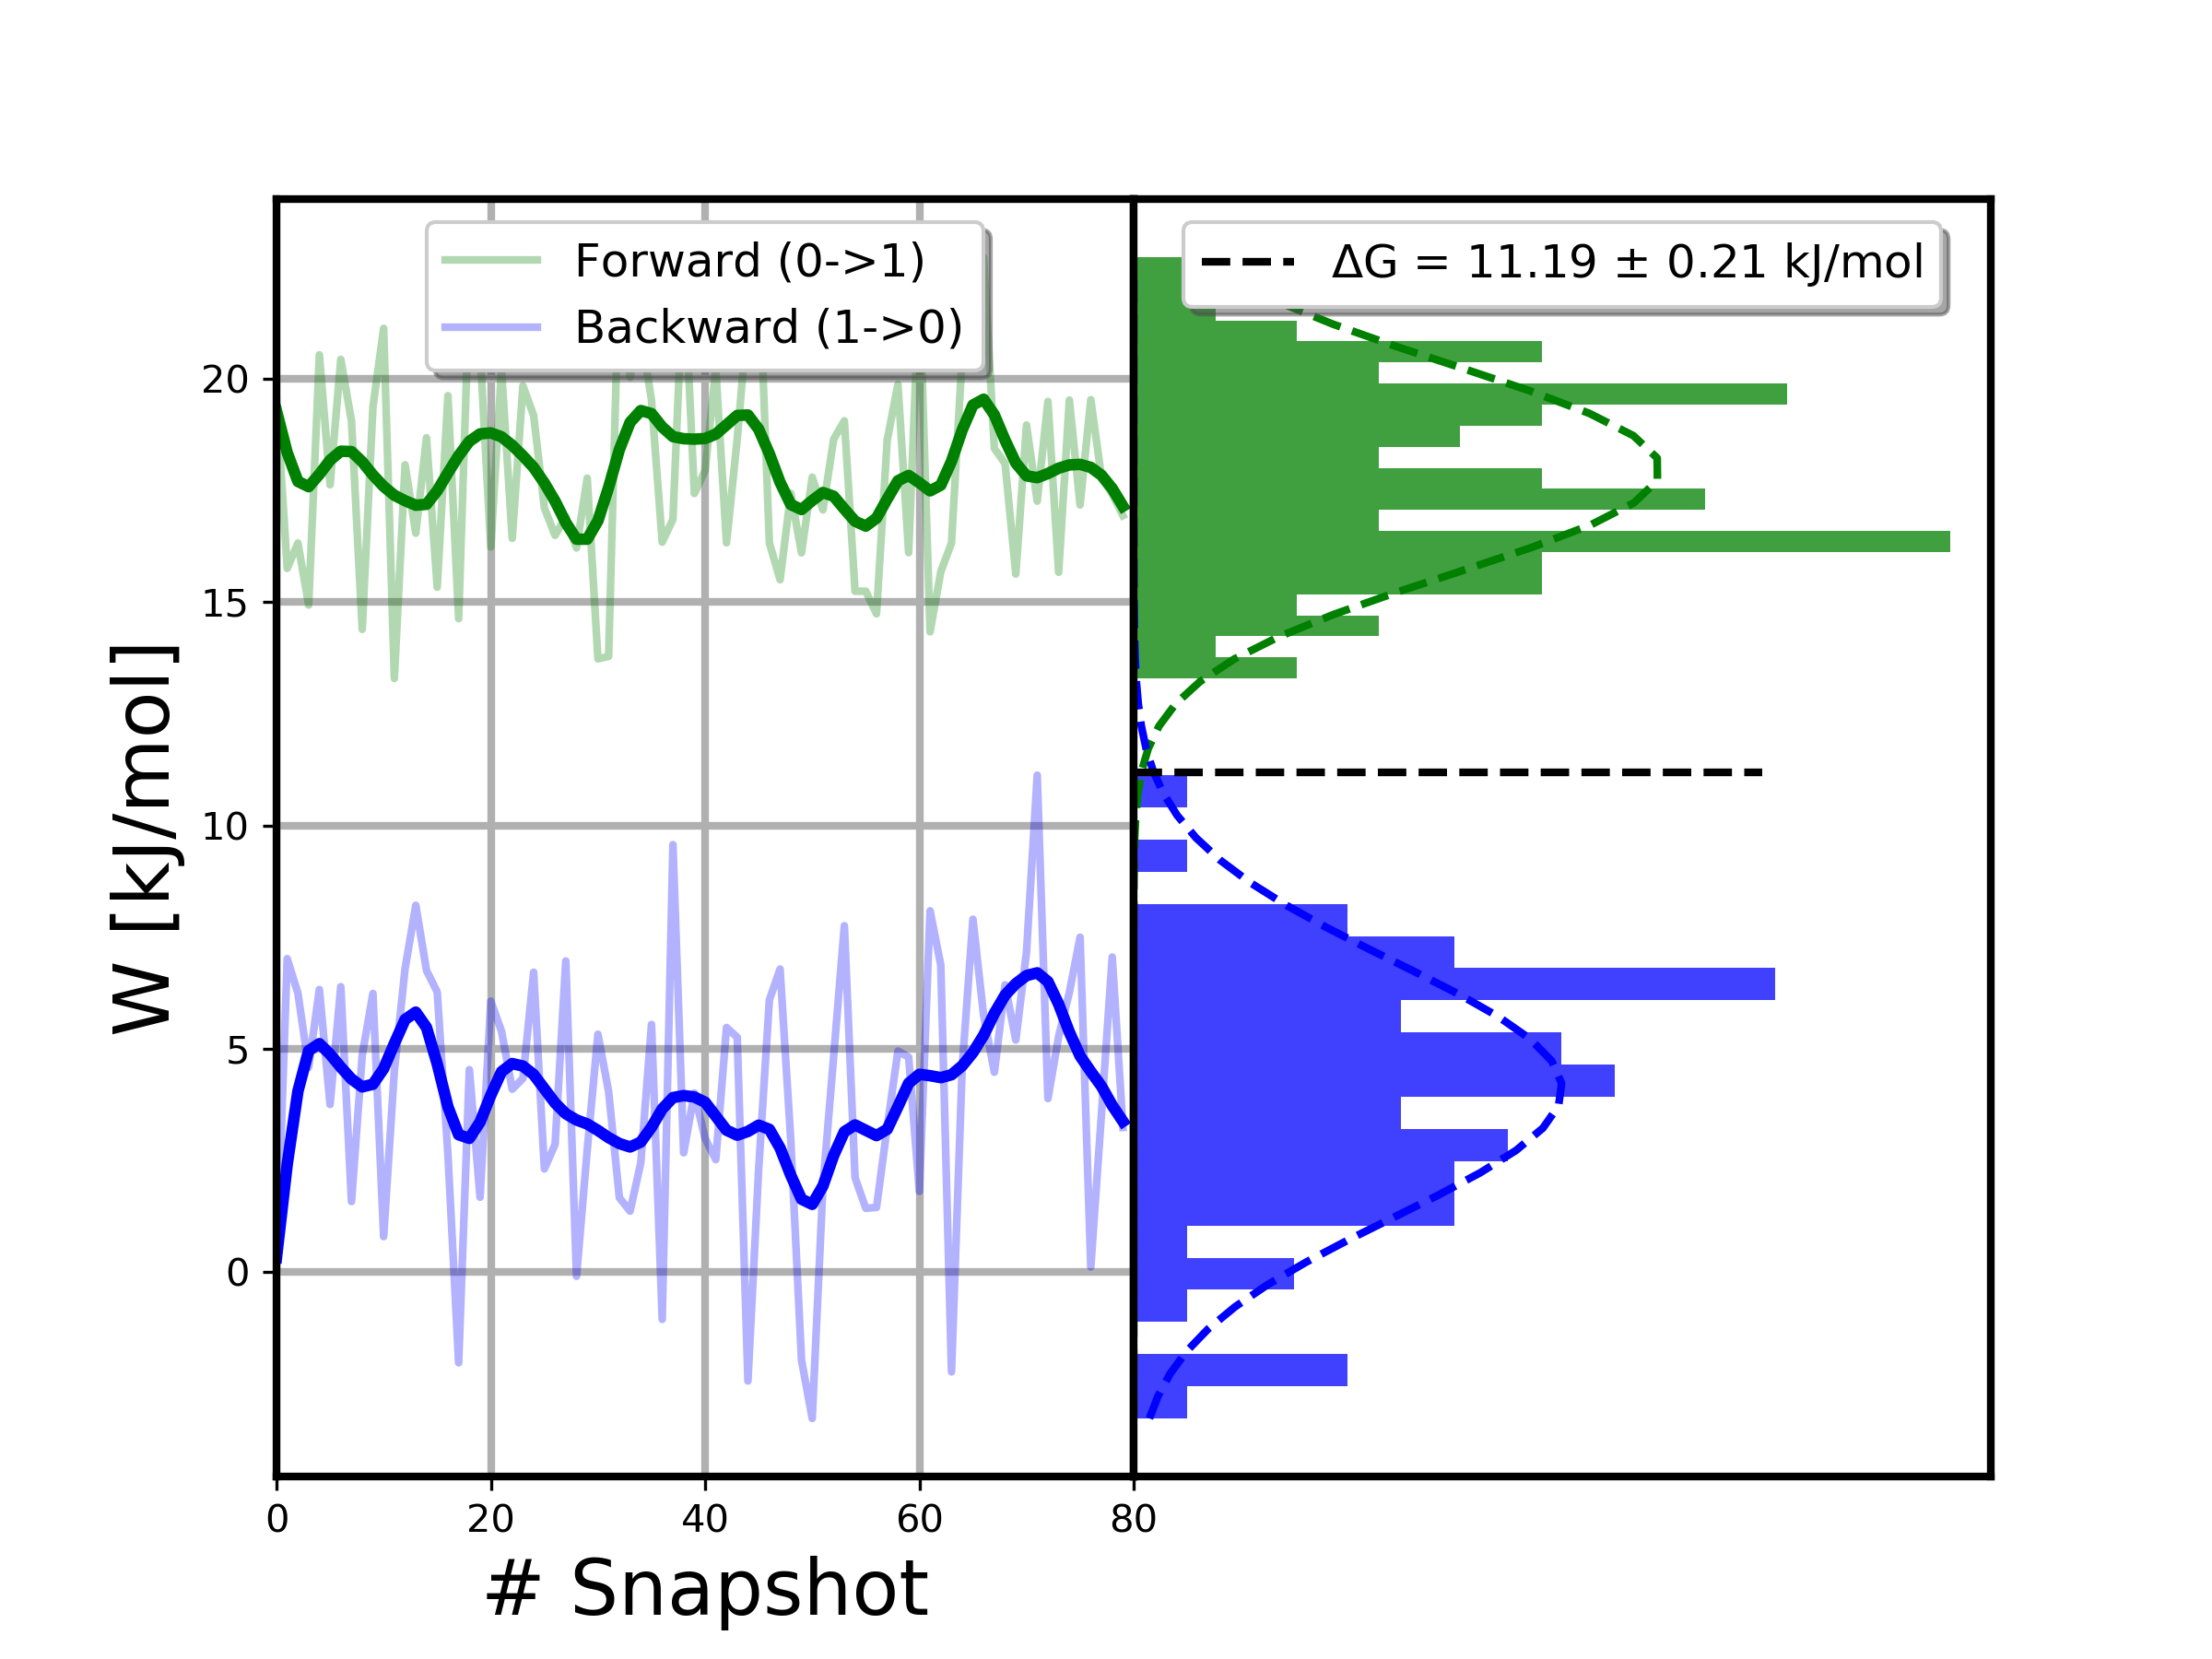 Forward (0->1)
Backward (1->0)
ΔG = 11.19 ± 0.21 kJ/mol
W [kJ/mol]
20
15
10
5
0
0 20 40 60 80
# Snapshot